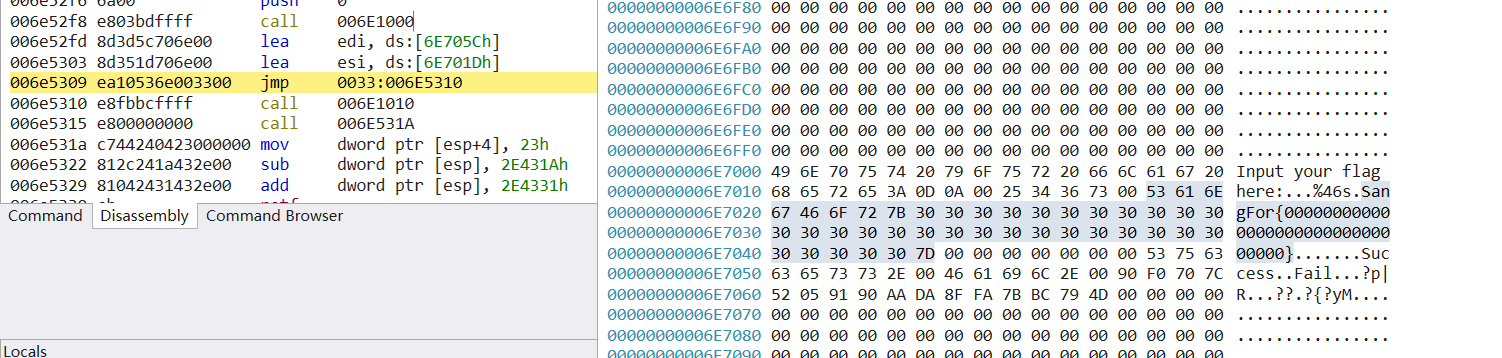 006e52f6 6a00 push 0
006e52f8 e803bdffff call 006E1000
006e52fd 8d3d5c706e00 lea edi, ds:[6E705Ch]
006e5303 8d351d706e00 lea esi, ds:[6E701Dh]
006e5309 ea10536e003300 jmp 0033:006E5310
006e5310 e8fbbcffff call 006E1010
006e5315 e800000000 call 006E531A
006e531a c744240423000000 mov dword ptr [esp+4], 23h
006e5322 812c241a432e00 sub dword ptr [esp], 2E431Ah
006e5329 81042431432e00 add dword ptr [esp], 2E4331h
Command Disassembly Command Browser
Locals
00000000006E6F80 00 00 00 00 00 00 00 00 00 00 00 00 00 00 00 00 ................
00000000006E6F90 00 00 00 00 00 00 00 00 00 00 00 00 00 00 00 00 ................
00000000006E6FA0 00 00 00 00 00 00 00 00 00 00 00 00 00 00 00 00 ................
00000000006E6FB0 00 00 00 00 00 00 00 00 00 00 00 00 00 00 00 00 ................
00000000006E6FC0 00 00 00 00 00 00 00 00 00 00 00 00 00 00 00 00 ................
00000000006E6FD0 00 00 00 00 00 00 00 00 00 00 00 00 00 00 00 00 ................
00000000006E6FE0 00 00 00 00 00 00 00 00 00 00 00 00 00 00 00 00 ................
00000000006E6FF0 00 00 00 00 00 00 00 00 00 00 00 00 00 00 00 00 ................
00000000006E7000 49 6E 70 75 74 20 79 6F 75 72 20 66 6C 61 67 20 Input your flag
00000000006E7010 68 65 72 65 3A 0D 0A 00 25 34 36 73 00 53 61 6E here:...%46s.San
00000000006E7020 67 46 6F 72 7B 30 30 30 30 30 30 30 30 30 30 30 gFor{00000000000
00000000006E7030 30 30 30 30 30 30 30 30 30 30 30 30 30 30 30 30 0000000000000000
00000000006E7040 30 30 30 30 30 7D 00 00 00 00 00 00 00 53 75 63 00000}.......Suc
00000000006E7050 63 65 73 73 2E 00 46 61 69 6C 2E 00 90 F0 70 7C cess..Fail...?p|
00000000006E7060 52 05 91 90 AA DA 8F FA 7B BC 79 4D 00 00 00 00 R...??.?{?yM....
00000000006E7070 00 00 00 00 00 00 00 00 00 00 00 00 00 00 00 00 ................
00000000006E7080 00 00 00 00 00 00 00 00 00 00 00 00 00 00 00 00 ................
00000000006E7090 00 00 00 00 00 00 00 00 00 00 00 00 00 00 00 00